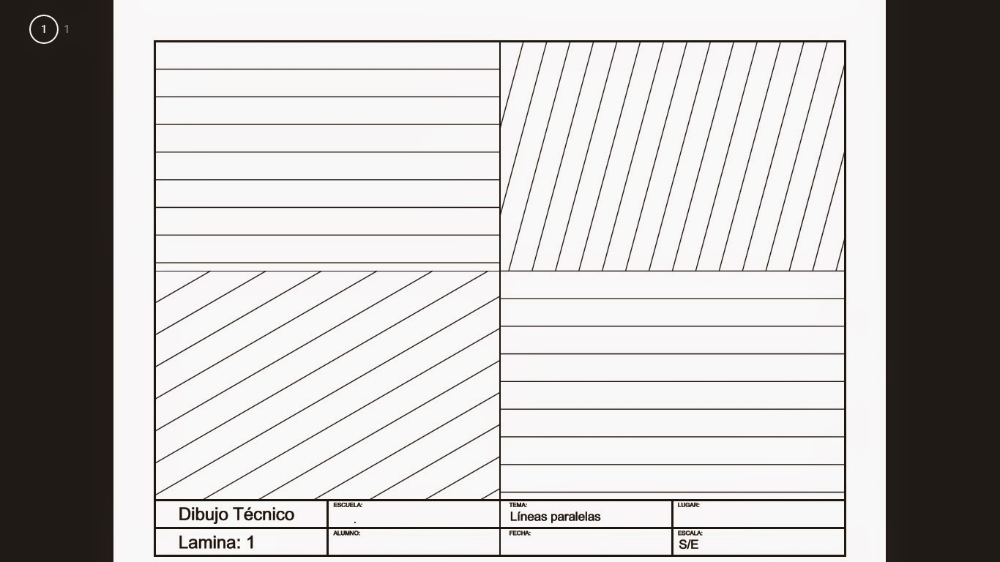 1 1
Dibujo Técnico
ESCUELA:
.
TEMA:
Líneas paralelas
LUGAR:
Lamina: 1
ALUMNO:
FECHA:
ESCALA:
S/E